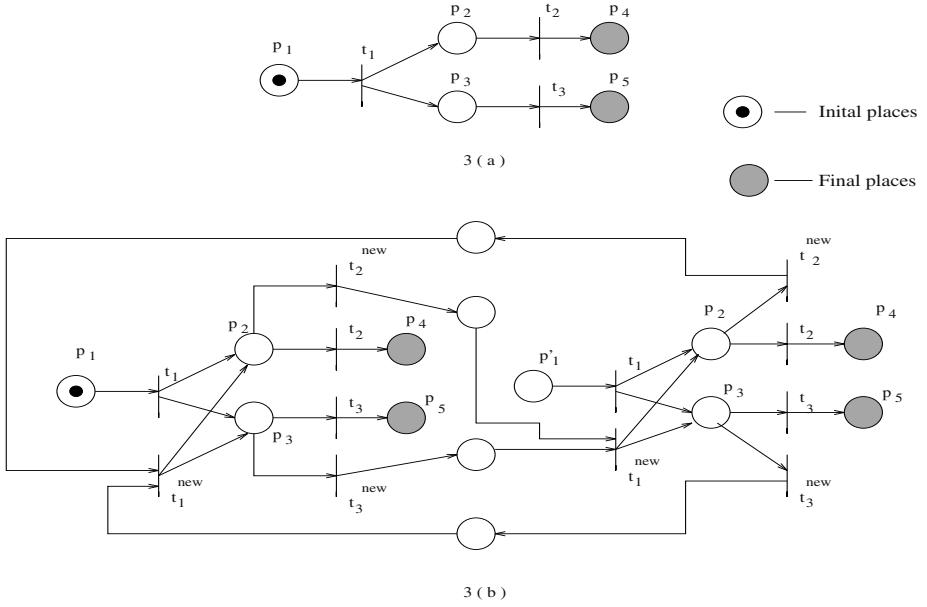 p 2
t 2
p 4
p 1
t 1
p 3
t 3
p 5
3 ( a )
Inital places
Final places
new
t 2
new
t 2
p 2
t 2
p 4
p 1
t 1
p 3
t 3
p 5
new
t 1
new
t 3
p' 1
t 1
p 2
t 2
p 4
p 3
t 3
p 5
new
t 1
new
t 3
3 ( b )